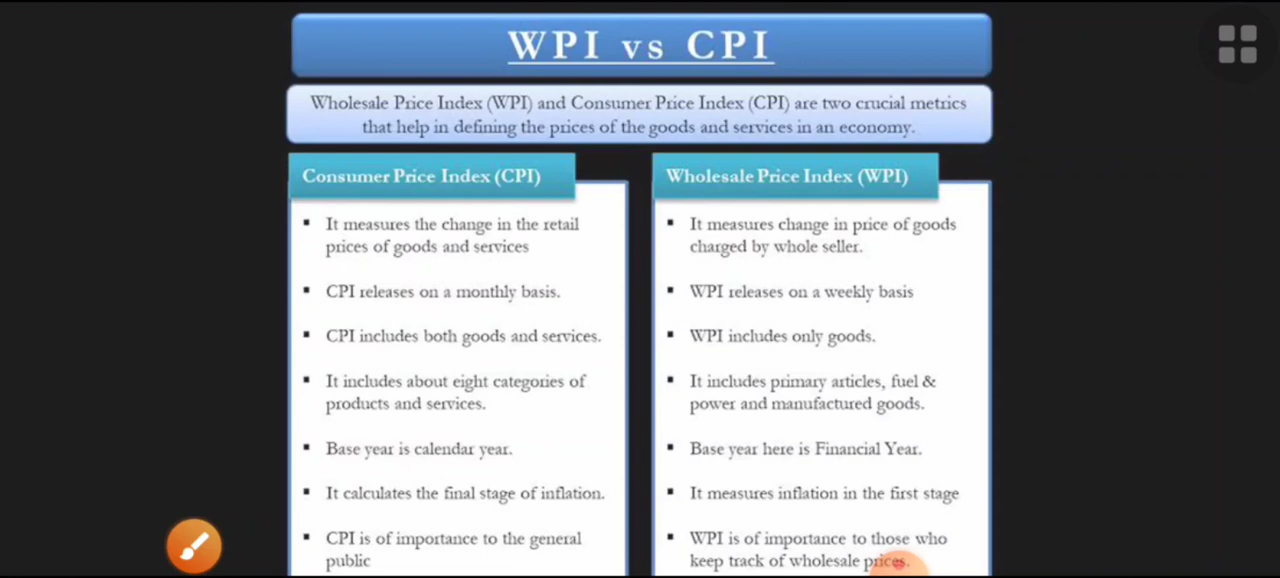 WPI vs CPI
Wholesale Price Index (WPI) and Consumer Price Index (CPI) are two crucial metrics
that help in defining the prices of the goods and services in an economy.
Consumer Price Index (CPI)
▪ It measures the change in the retail
prices of goods and services
▪ CPI releases on a monthly basis.
▪ CPI includes both goods and services.
▪ It includes about eight categories of
products and services.
▪ Base year is calendar year.
▪ It calculates the final stage of inflation.
▪ CPI is of importance to the general
public
Wholesale Price Index (WPI)
▪ It measures change in price of goods
charged by whole seller.
▪ WPI releases on a weekly basis
▪ WPI includes only goods.
▪ It includes primary articles, fuel &
power and manufactured goods.
▪ Base year here is Financial Year.
▪ It measures inflation in the first stage
▪ WPI is of importance to those who
keep track of wholesale prices.